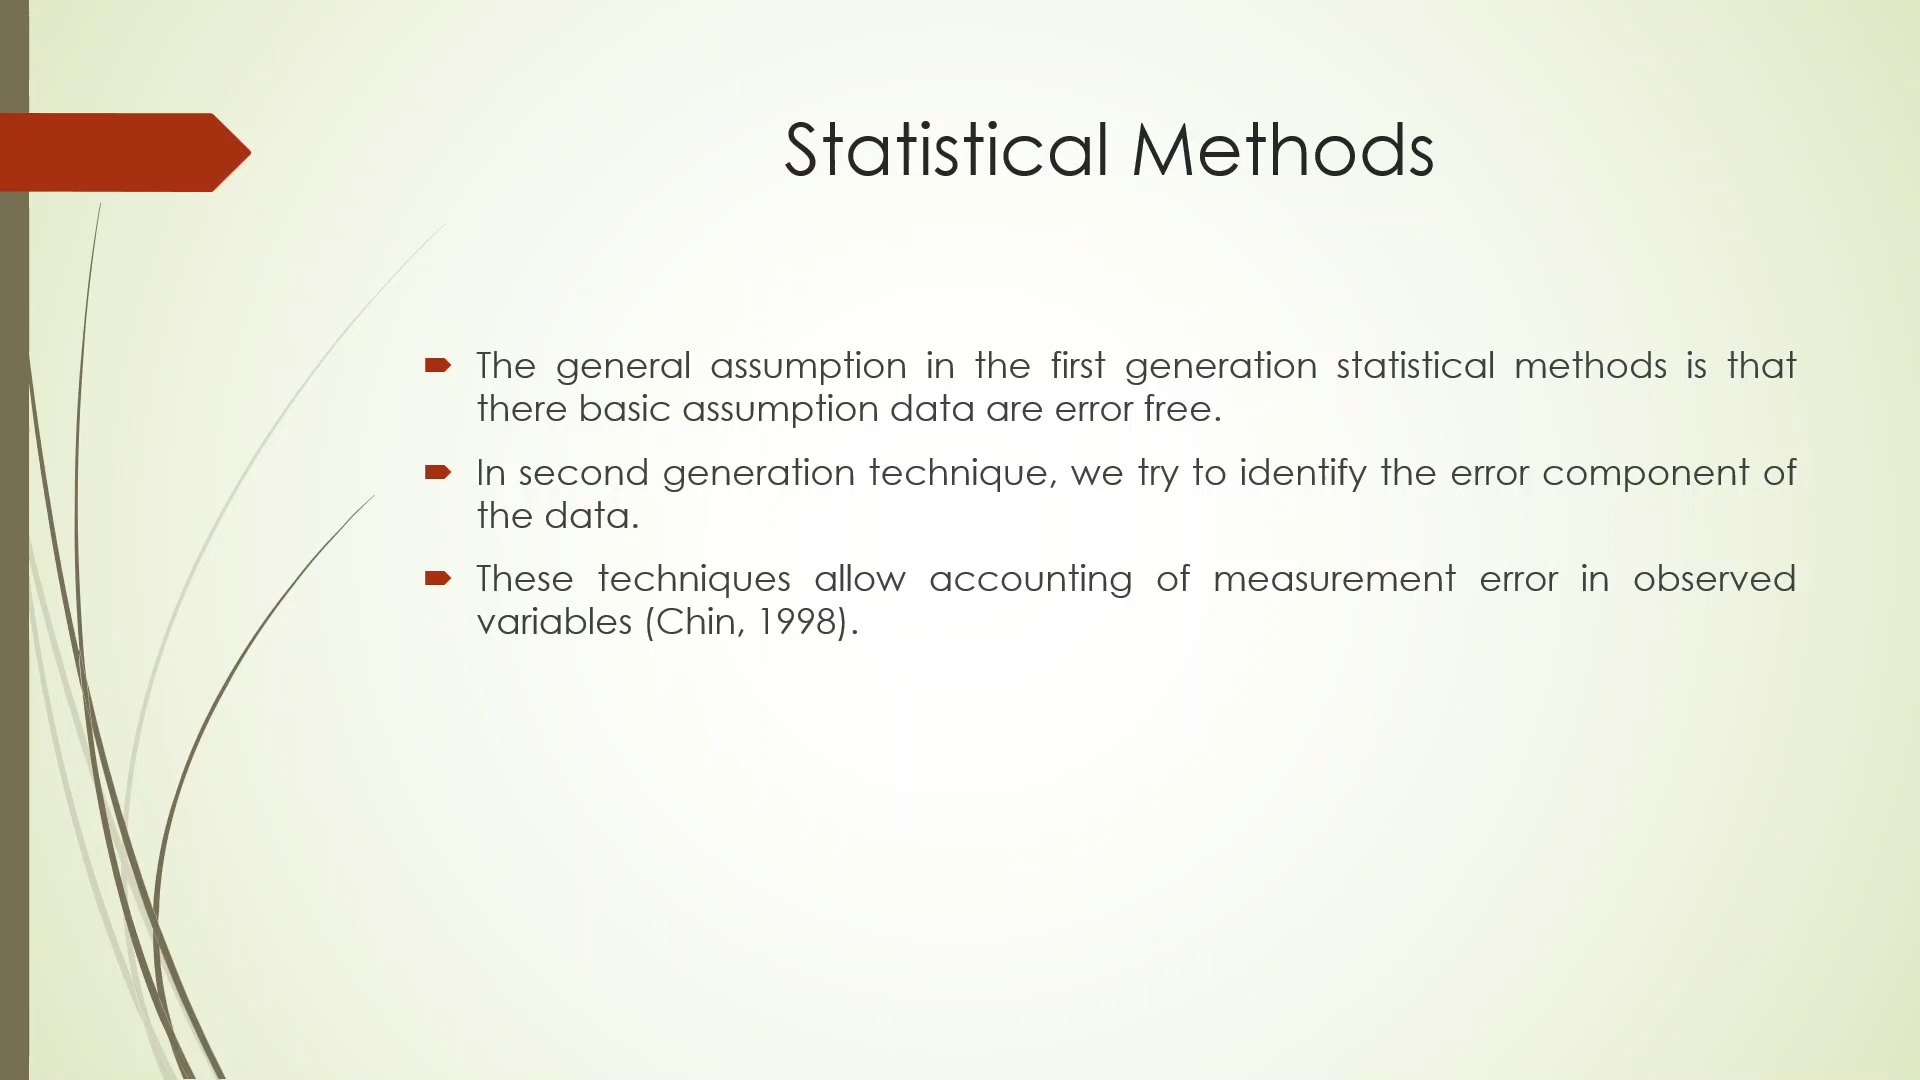 Statistical Methods
The general assumption in the first generation statistical methods is that
there basic assumption data are error free.
In second generation technique, we try to identify the error component of
the data.
These techniques allow accounting of measurement error in observed
variables (Chin, 1998).